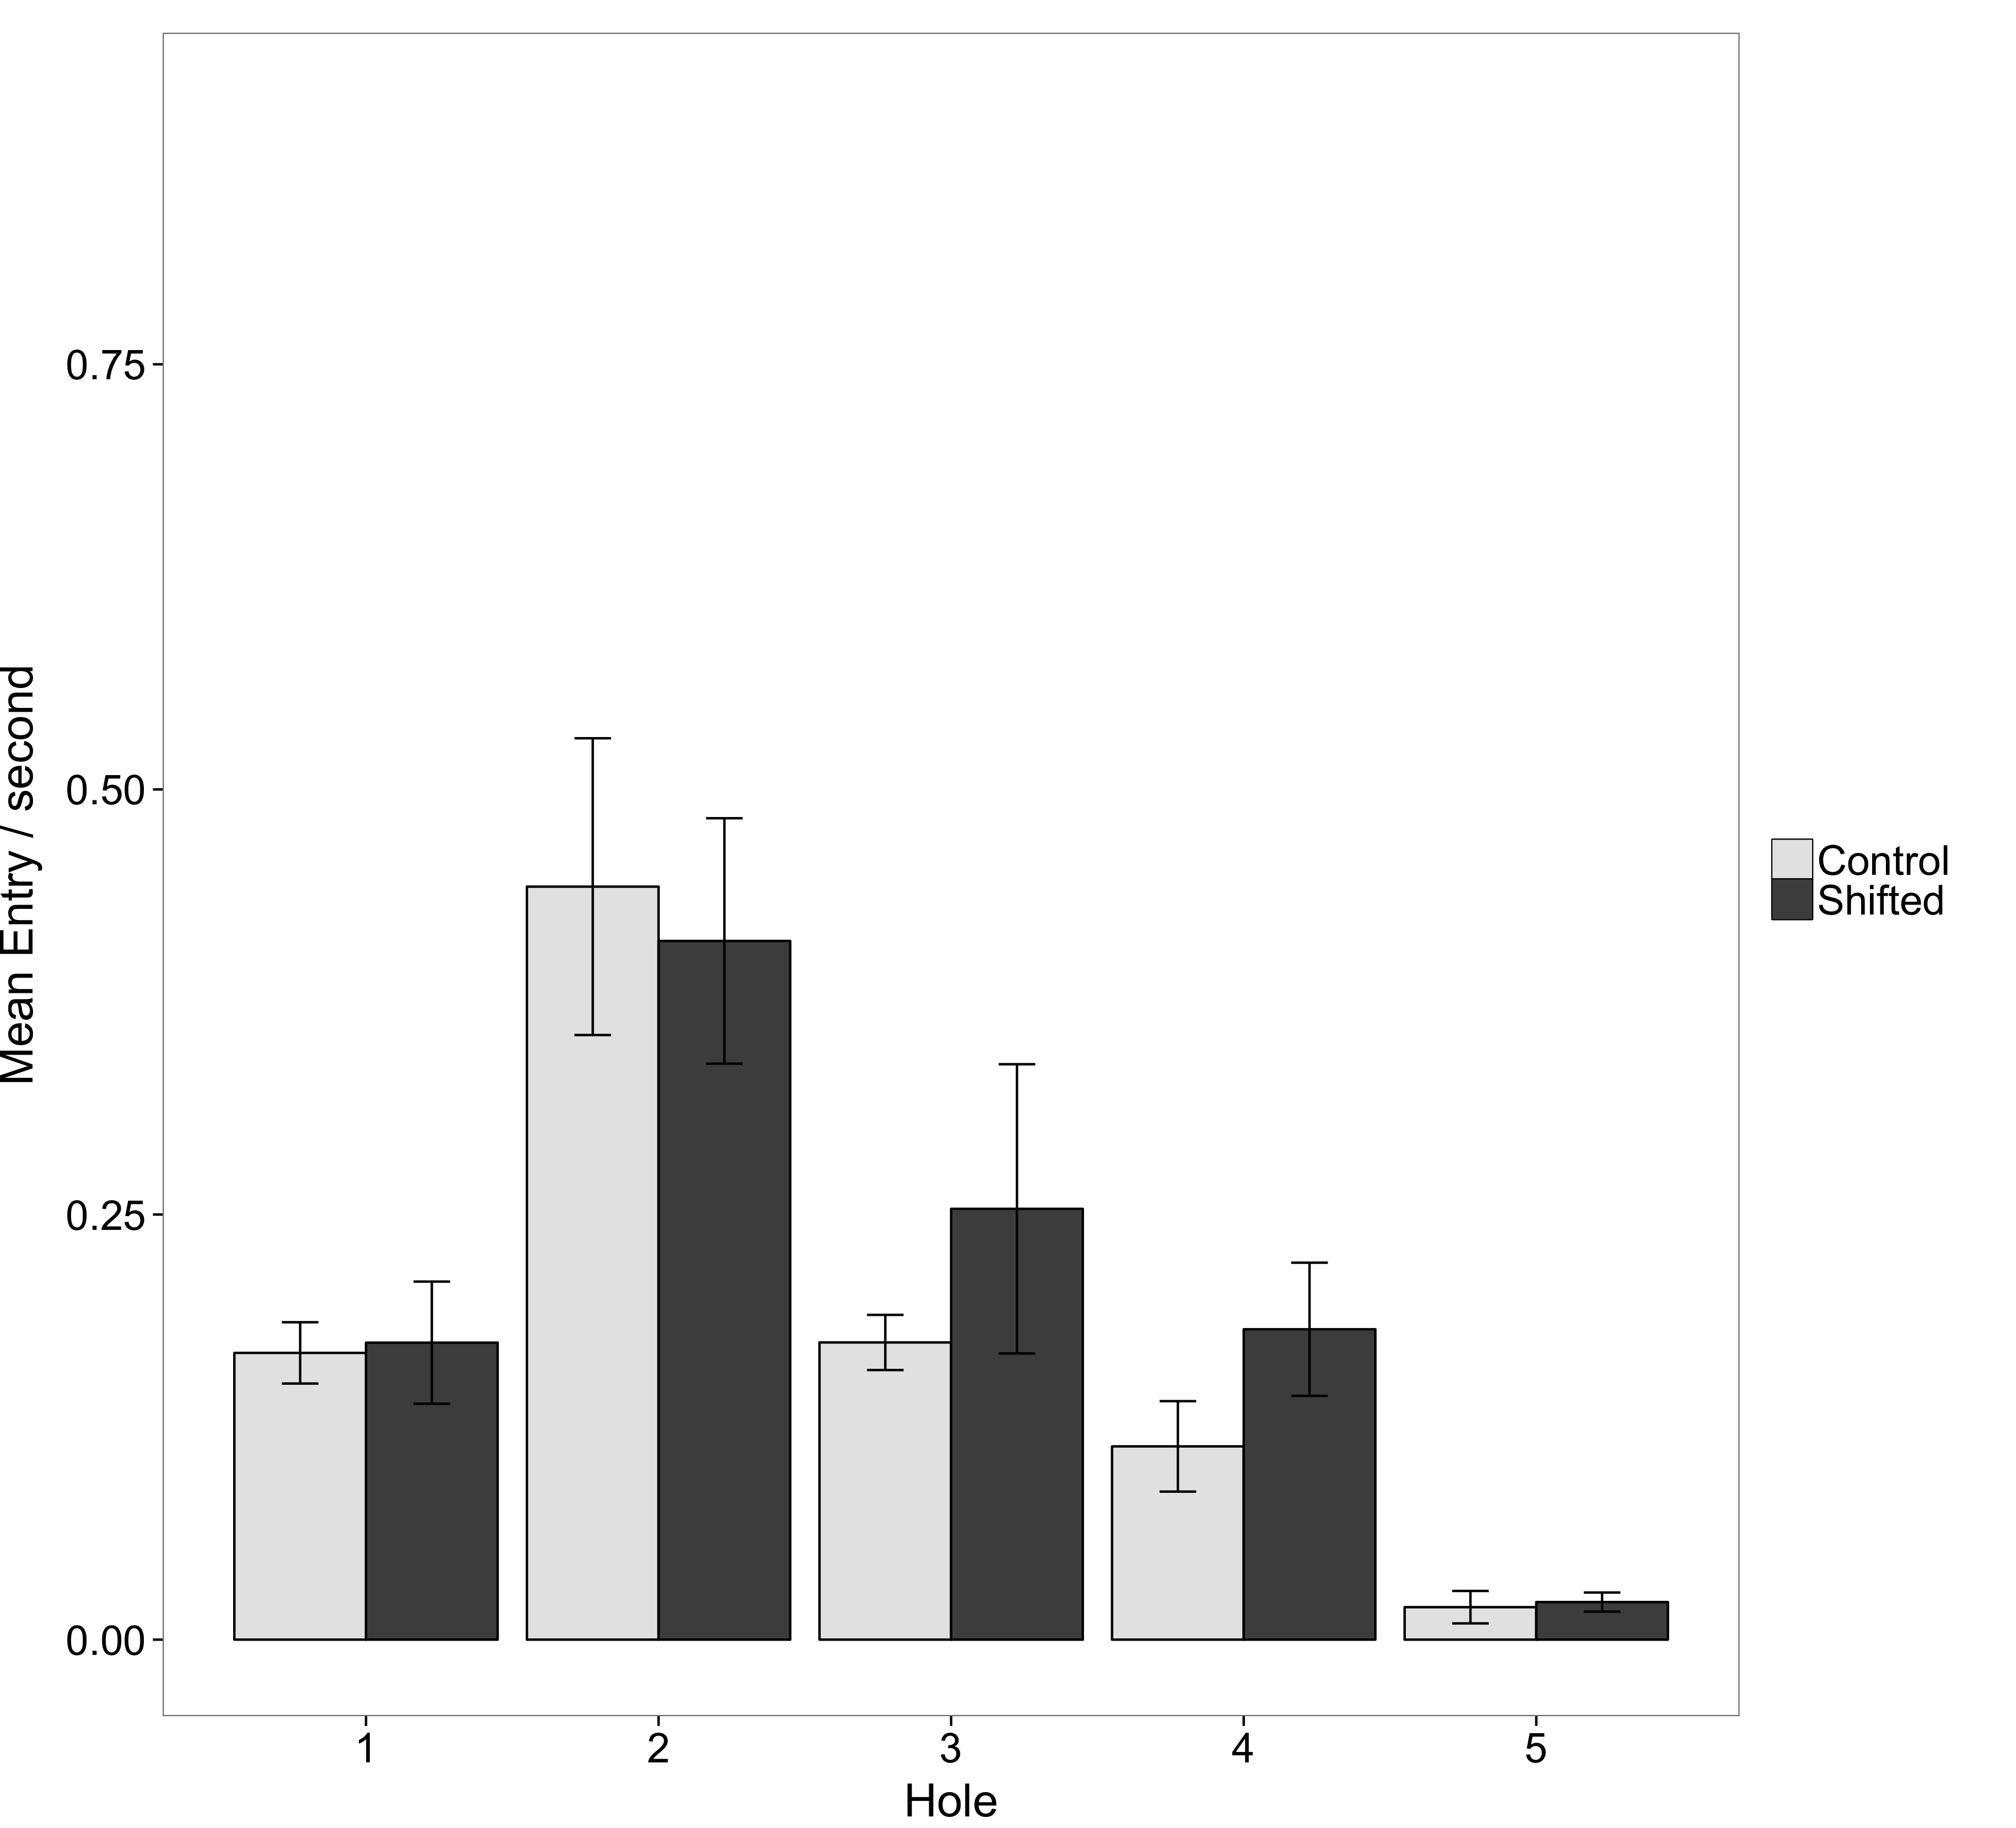 Mean Entry / second
0.75
0.50
0.25
0.00
1 2 3 4 5
Hole
Control
Shifted